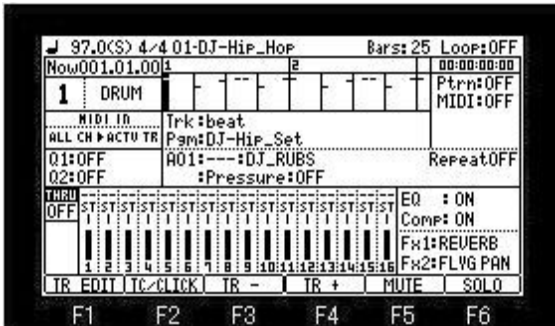 ♩ 97.0(S) 4/4 01-DJ-Hip_Hop Bars: 25 Loop:OFF
Now001.01.00 1 2 00:00:00:00
1 DRUM Ptrn:OFF
MIDI:OFF
MIDI in Trk:beat
ALL CH▶ACTV TR Pgm:DJ-Hip_Set
Q1:OFF A01:---:DJ_RUBS RepeatOFF
Q2:OFF :Pressure:OFF
THRU
OFF ST ST ST ST ST ST ST ST ST ST ST ST ST ST ST ST EQ : ON
Comp: ON
Fx1:REVERB
1 2 3 4 5 6 7 8 9 10 11 12 13 14 15 16 Fx2:FLVG PAN
TR EDIT TC/CLICK TR - TR + MUTE SOLO
F1 F2 F3 F4 F5 F6